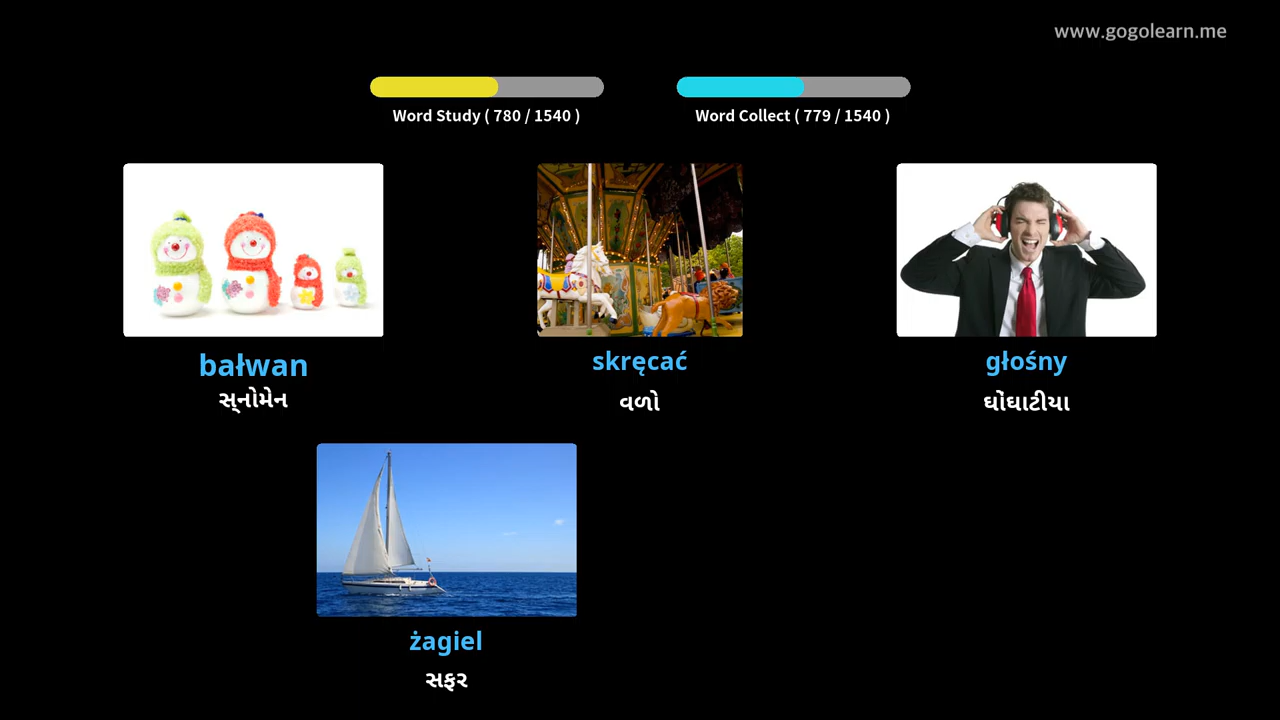 www.gogolearn.me
Word Study ( 780 / 1540 )
Word Collect ( 779 / 1540 )
bałwan
સ્નોમેન
skręcać
વળો
głośny
ઘોંઘાટીયા
żagiel
સફર